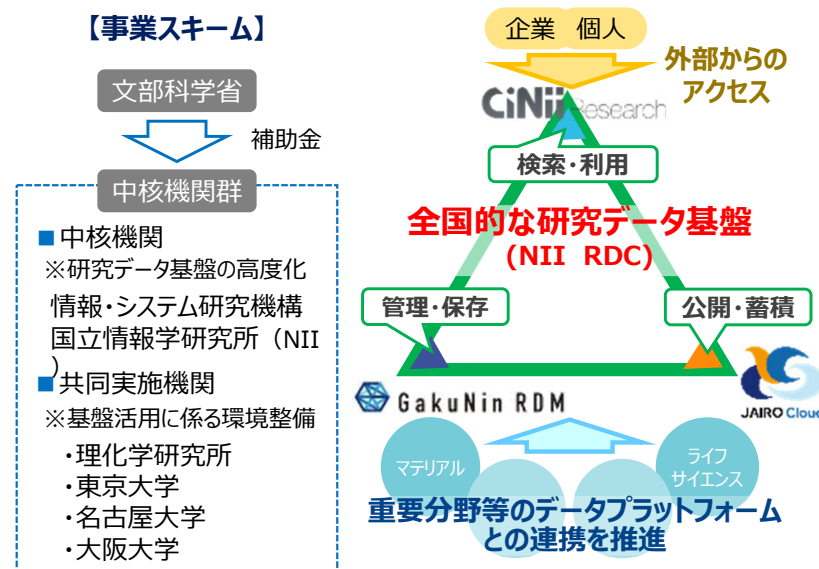 【事業スキーム】
文部科学省
補助金
中核機関群
■中核機関
※研究データ基盤の高度化
情報・システム研究機構
国立情報学研究所（NII
）
■共同実施機関
※基盤活用に係る環境整備
・理化学研究所
・東京大学
・名古屋大学
・大阪大学
企業 個人
外部からの
アクセス
CiNii Research
検索・利用
全国的な研究データ基盤
(NII RDC)
管理・保存
公開・蓄積
GakuNin RDM
JAIRO Cloud
マテリアル
ライフ
サイエンス
重要分野等のデータプラットフォーム
との連携を推進